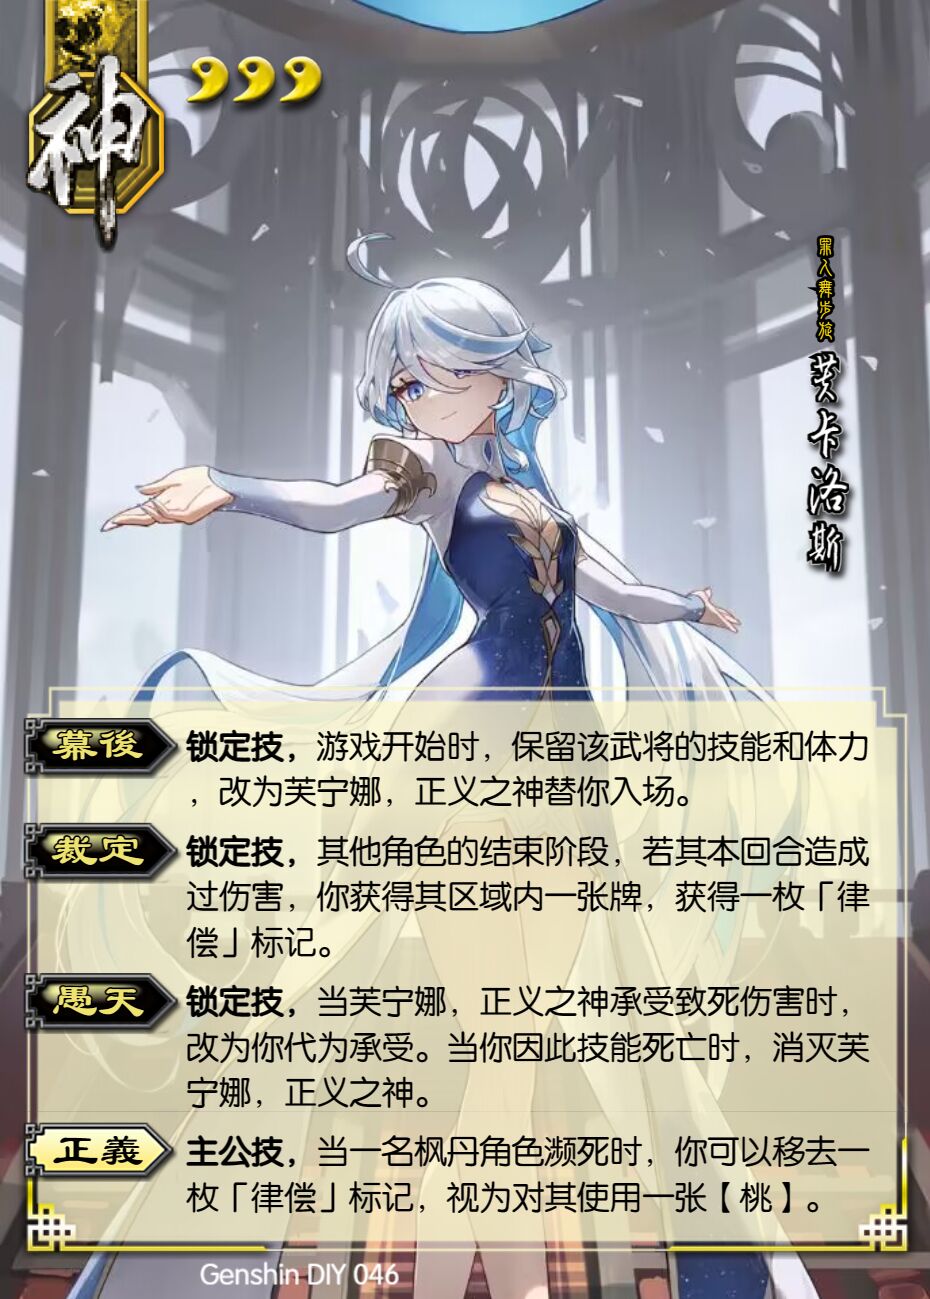 神
罪人舞步旋
芙卡洛斯
幕後
锁定技，游戏开始时，保留该武将的技能和体力
，改为芙宁娜，正义之神替你入场。
裁定
锁定技，其他角色的结束阶段，若其本回合造成
过伤害，你获得其区域内一张牌，获得一枚「律
偿」标记。
愚天
锁定技，当芙宁娜，正义之神承受致死伤害时，
改为你代为承受。当你因此技能死亡时，消灭芙
宁娜，正义之神。
正義
主公技，当一名枫丹角色濒死时，你可以移去一
枚「律偿」标记，视为对其使用一张【桃】。
Genshin DIY 046